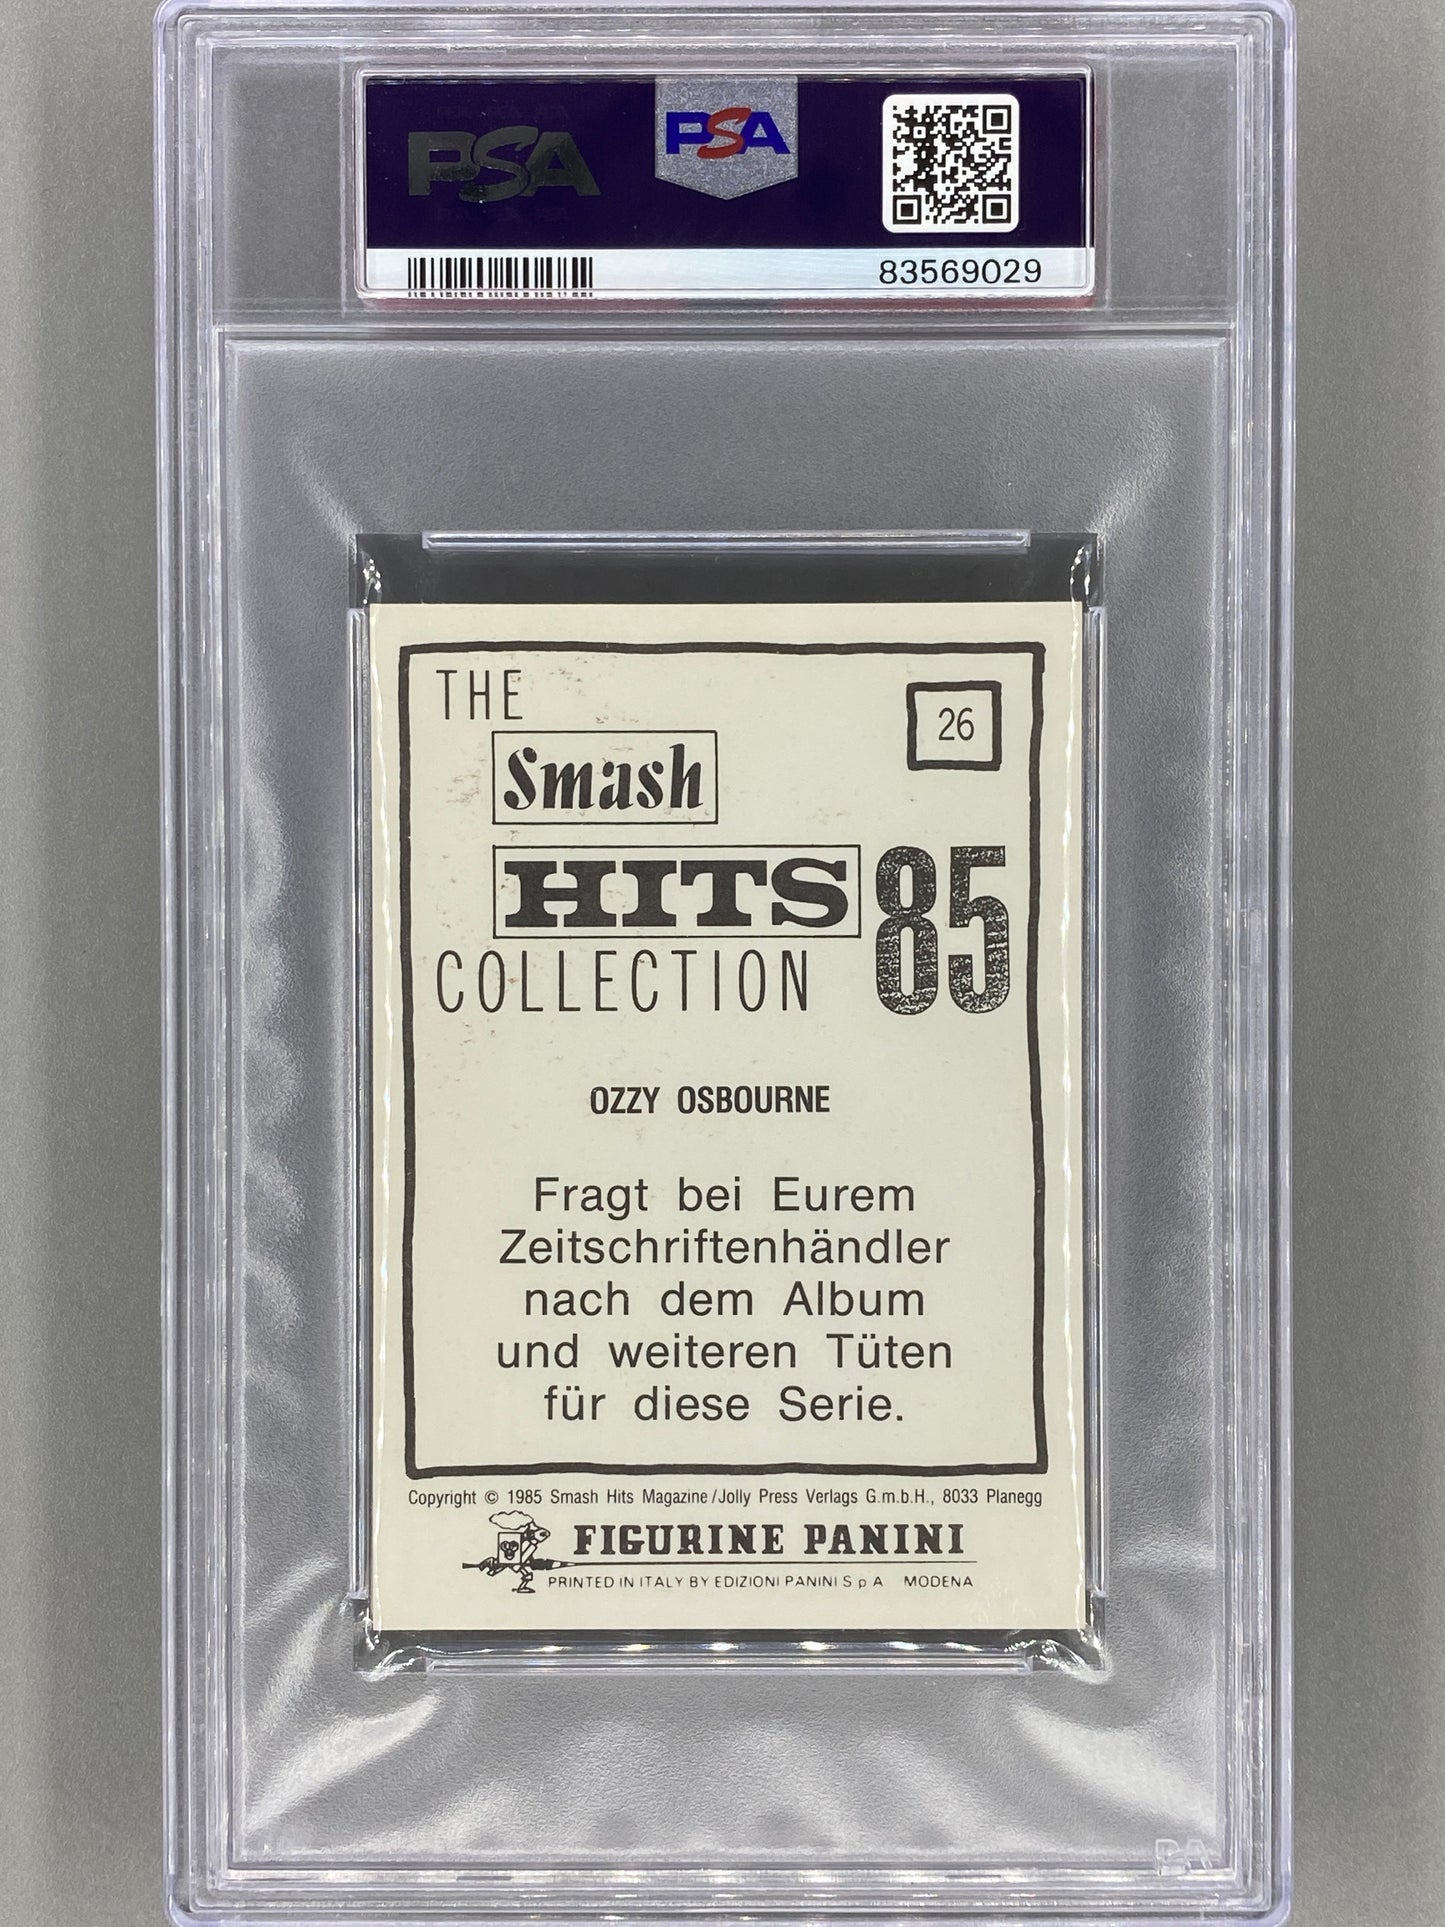 PSA
PSA
83569029
THE
26
Smash
HITS 85
COLLECTION
OZZY OSBOURNE
Fragt bei Eurem
Zeitschriftenhändler
nach dem Album
und weiteren Tüten
für diese Serie.
Copyright © 1985 Smash Hits Magazine/Jolly Press Verlags G.m.b.H., 8033 Planegg
FIGURINE PANINI
PRINTED IN ITALY BY EDIZIONI PANINI S p A MODENA
PSA